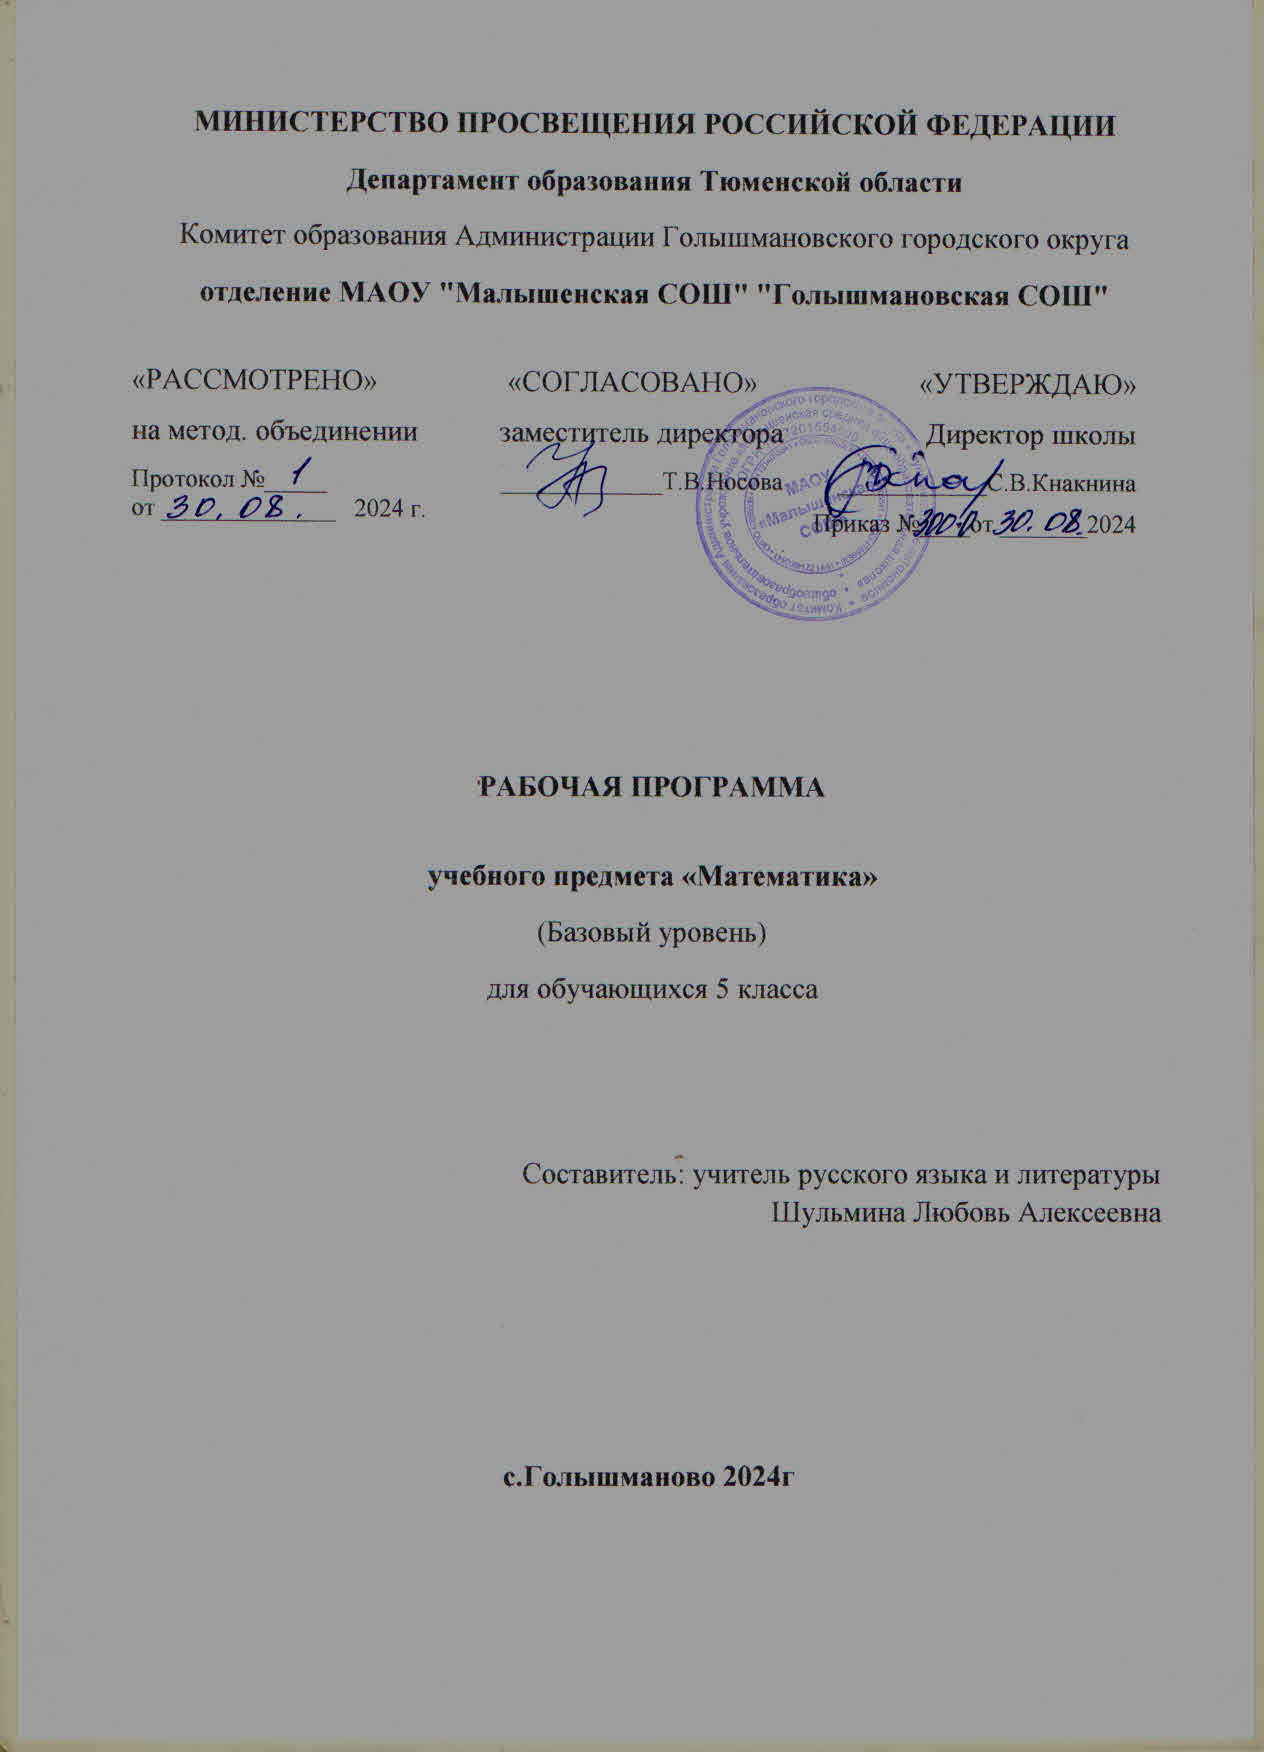 МИНИСТЕРСТВО ПРОСВЕЩЕНИЯ РОССИЙСКОЙ ФЕДЕРАЦИИ
Департамент образования Тюменской области
Комитет образования Администрации Голышмановского городского округа
отделение МАОУ "Малышенская СОШ" "Голышмановская СОШ"
«РАССМОТРЕНО» «СОГЛАСОВАНО» «УТВЕРЖДАЮ»
на метод. объединении заместитель директора Директор школы
Протокол № 1 Т.В.Носова С.В.Кнакнина
от 30.08. 2024 г. Приказ № от 30.08.2024
МАОУ
«Малышенская
СОШ»
РАБОЧАЯ ПРОГРАММА
учебного предмета «Математика»
(Базовый уровень)
для обучающихся 5 класса
Составитель: учитель русского языка и литературы
Шульмина Любовь Алексеевна
с.Голышманово 2024г